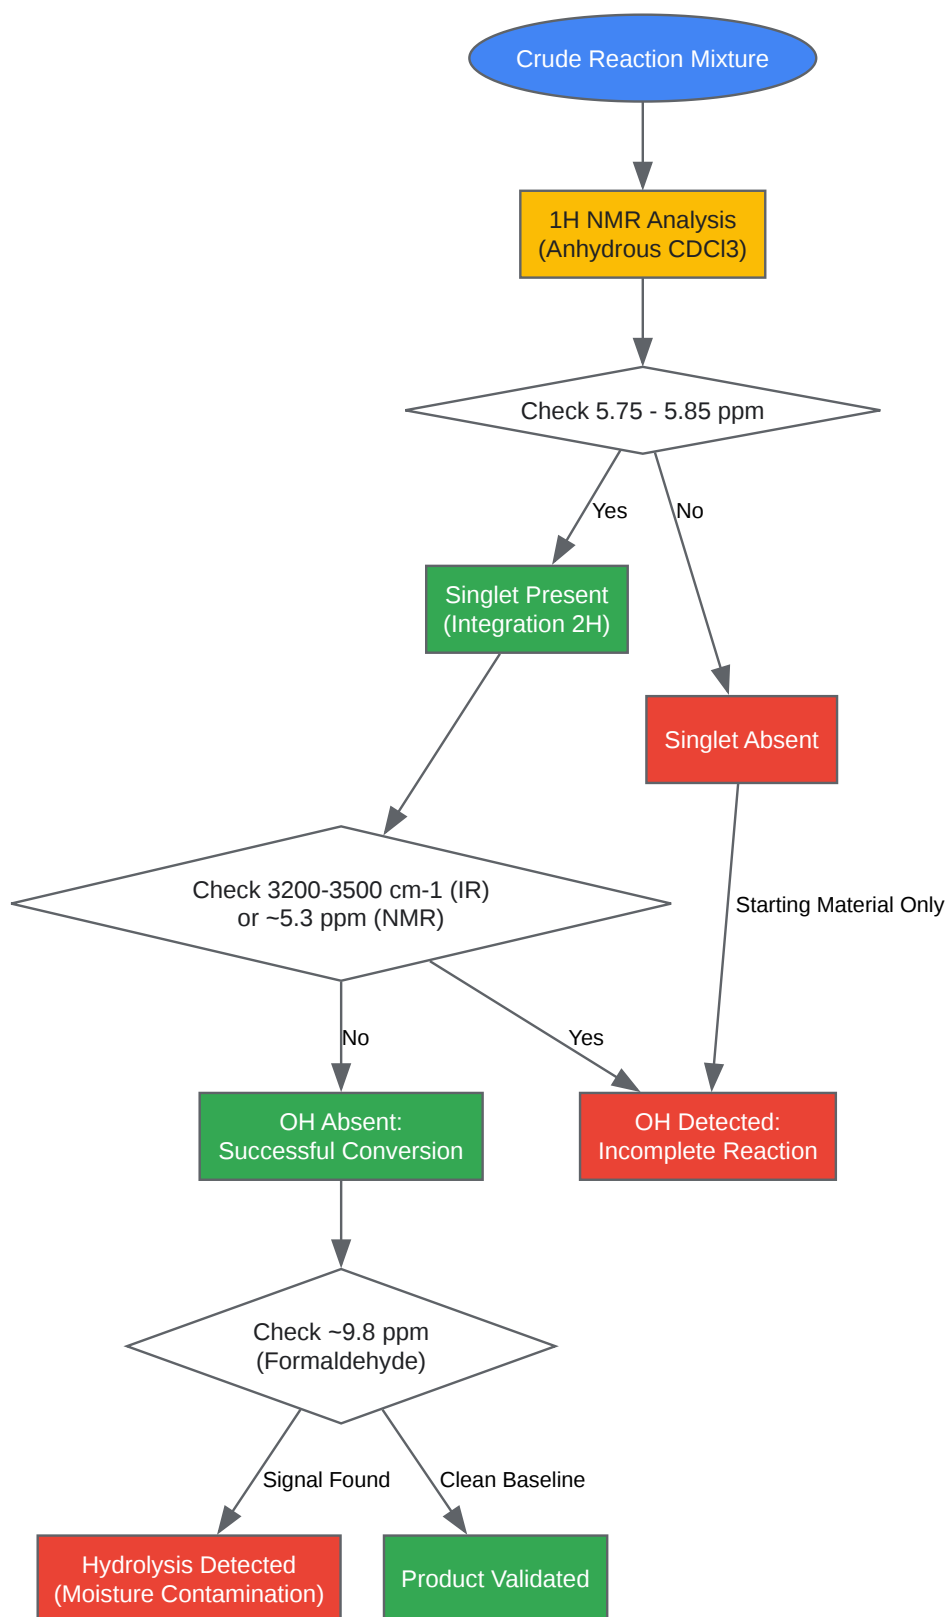 Crude Reaction Mixture
1H NMR Analysis
(Anhydrous CDCl3)
Check 5.75 - 5.85 ppm
Yes
No
Singlet Present
(Integration 2H)
Singlet Absent
Check 3200-3500 cm-1 (IR)
or ~5.3 ppm (NMR)
Starting Material Only
No
Yes
OH Absent:
Successful Conversion
OH Detected:
Incomplete Reaction
Check ~9.8 ppm
(Formaldehyde)
Signal Found
Clean Baseline
Hydrolysis Detected
(Moisture Contamination)
Product Validated